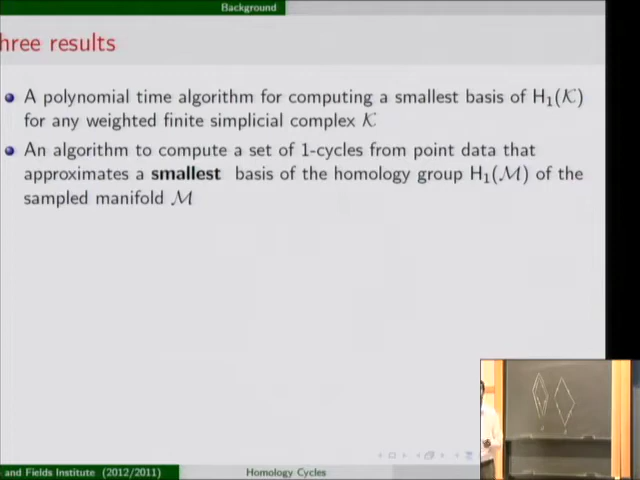 Background
hree results
A polynomial time algorithm for computing a smallest basis of H₁(𝒦)
for any weighted finite simplicial complex 𝒦
An algorithm to compute a set of 1-cycles from point data that
approximates a smallest basis of the homology group H₁(ℳ) of the
sampled manifold ℳ
and Fields Institute (2012/2011)
Homology Cycles